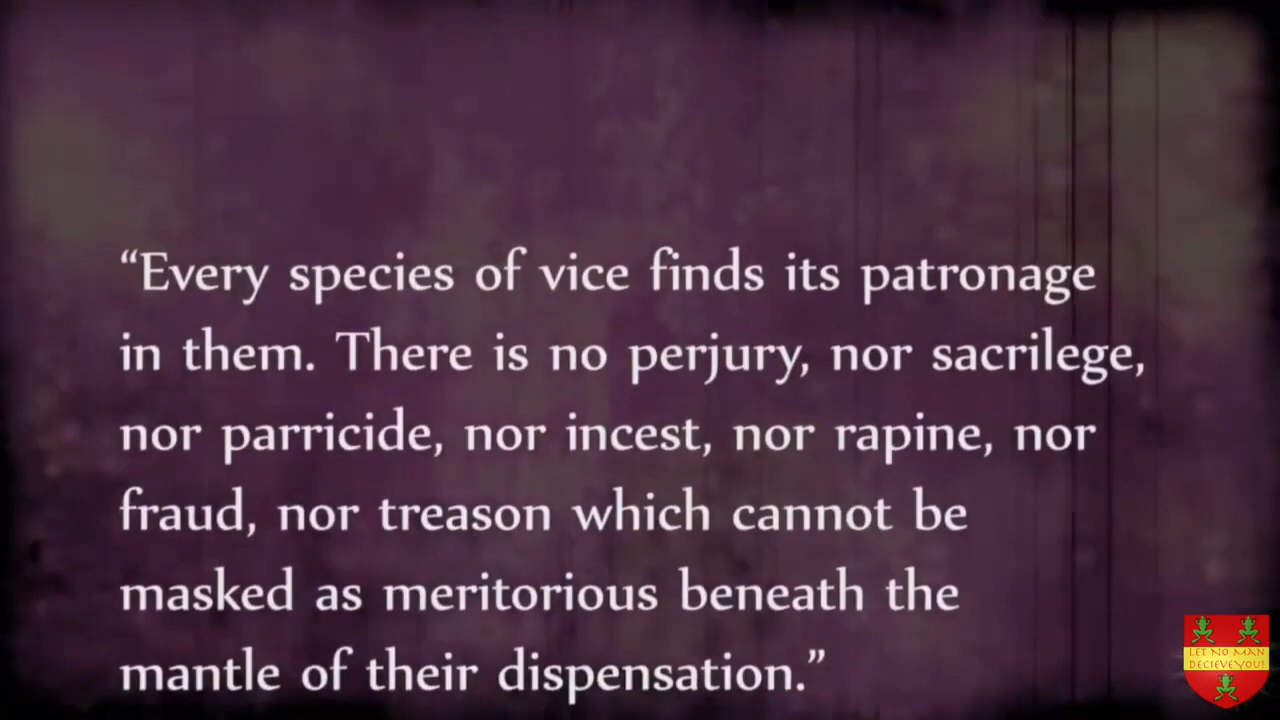 “Every species of vice finds its patronage
in them. There is no perjury, nor sacrilege,
nor parricide, nor incest, nor rapine, nor
fraud, nor treason which cannot be
masked as meritorious beneath the
mantle of their dispensation.”
LET NO MAN
DECIEVE YOU!